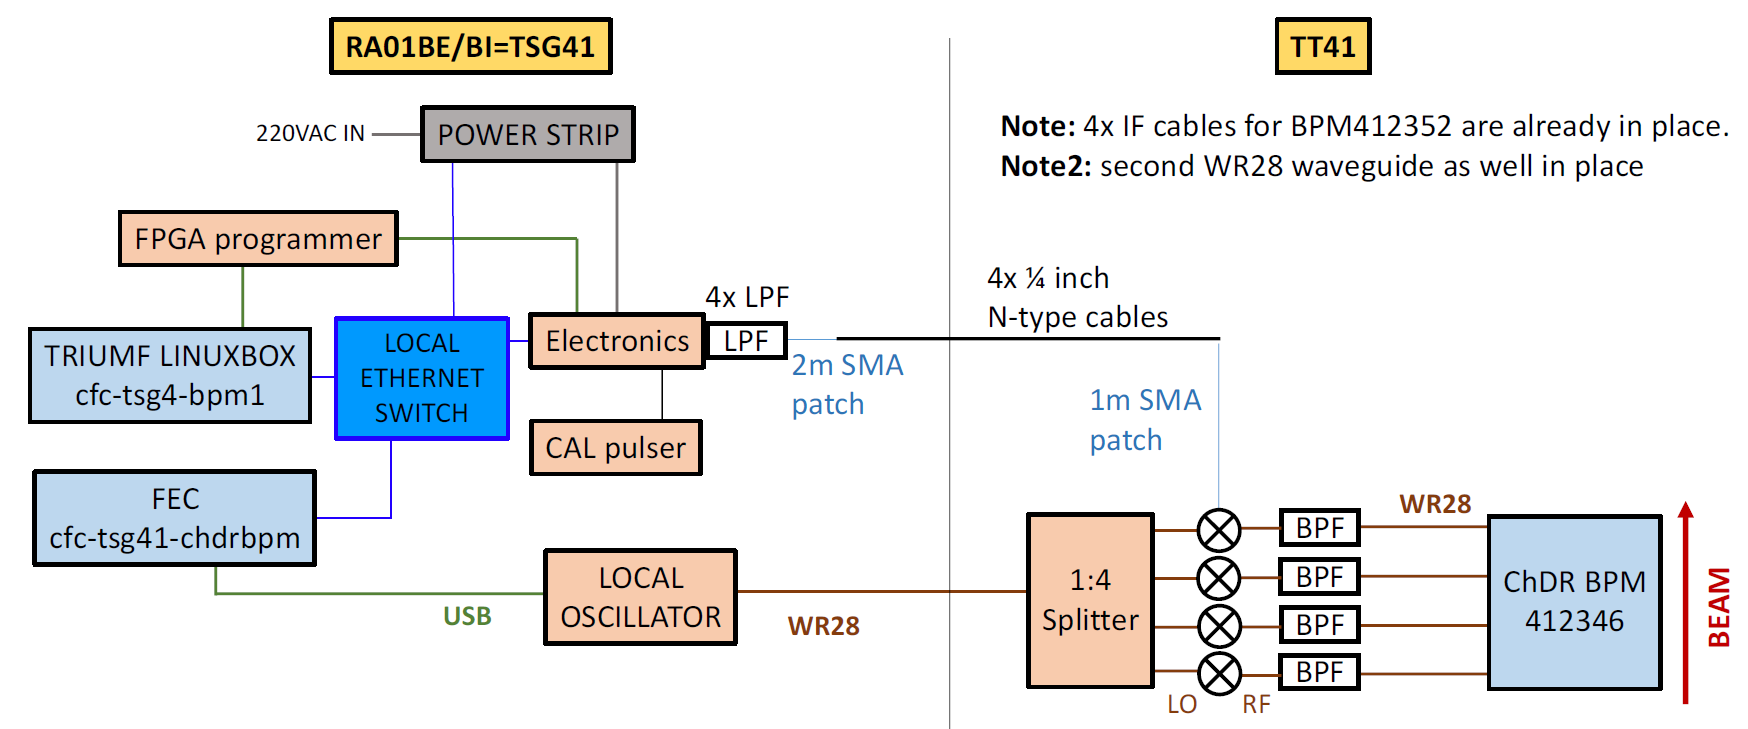 RA01BE/BI=TSG41
TT41
220VAC IN
POWER STRIP
Note: 4x IF cables for BPM412352 are already in place.
Note2: second WR28 waveguide as well in place
FPGA programmer
4x LPF
4x ¼ inch
N-type cables
TRIUMF LINUXBOX
cfc-tsg4-bpm1
LOCAL
ETHERNET
SWITCH
Electronics
LPF
2m SMA
patch
1m SMA
patch
CAL pulser
FEC
cfc-tsg41-chdrbpm
USB
LOCAL
OSCILLATOR
WR28
1:4
Splitter
LO
RF
BPF
BPF
BPF
BPF
WR28
ChDR BPM
412346
BEAM